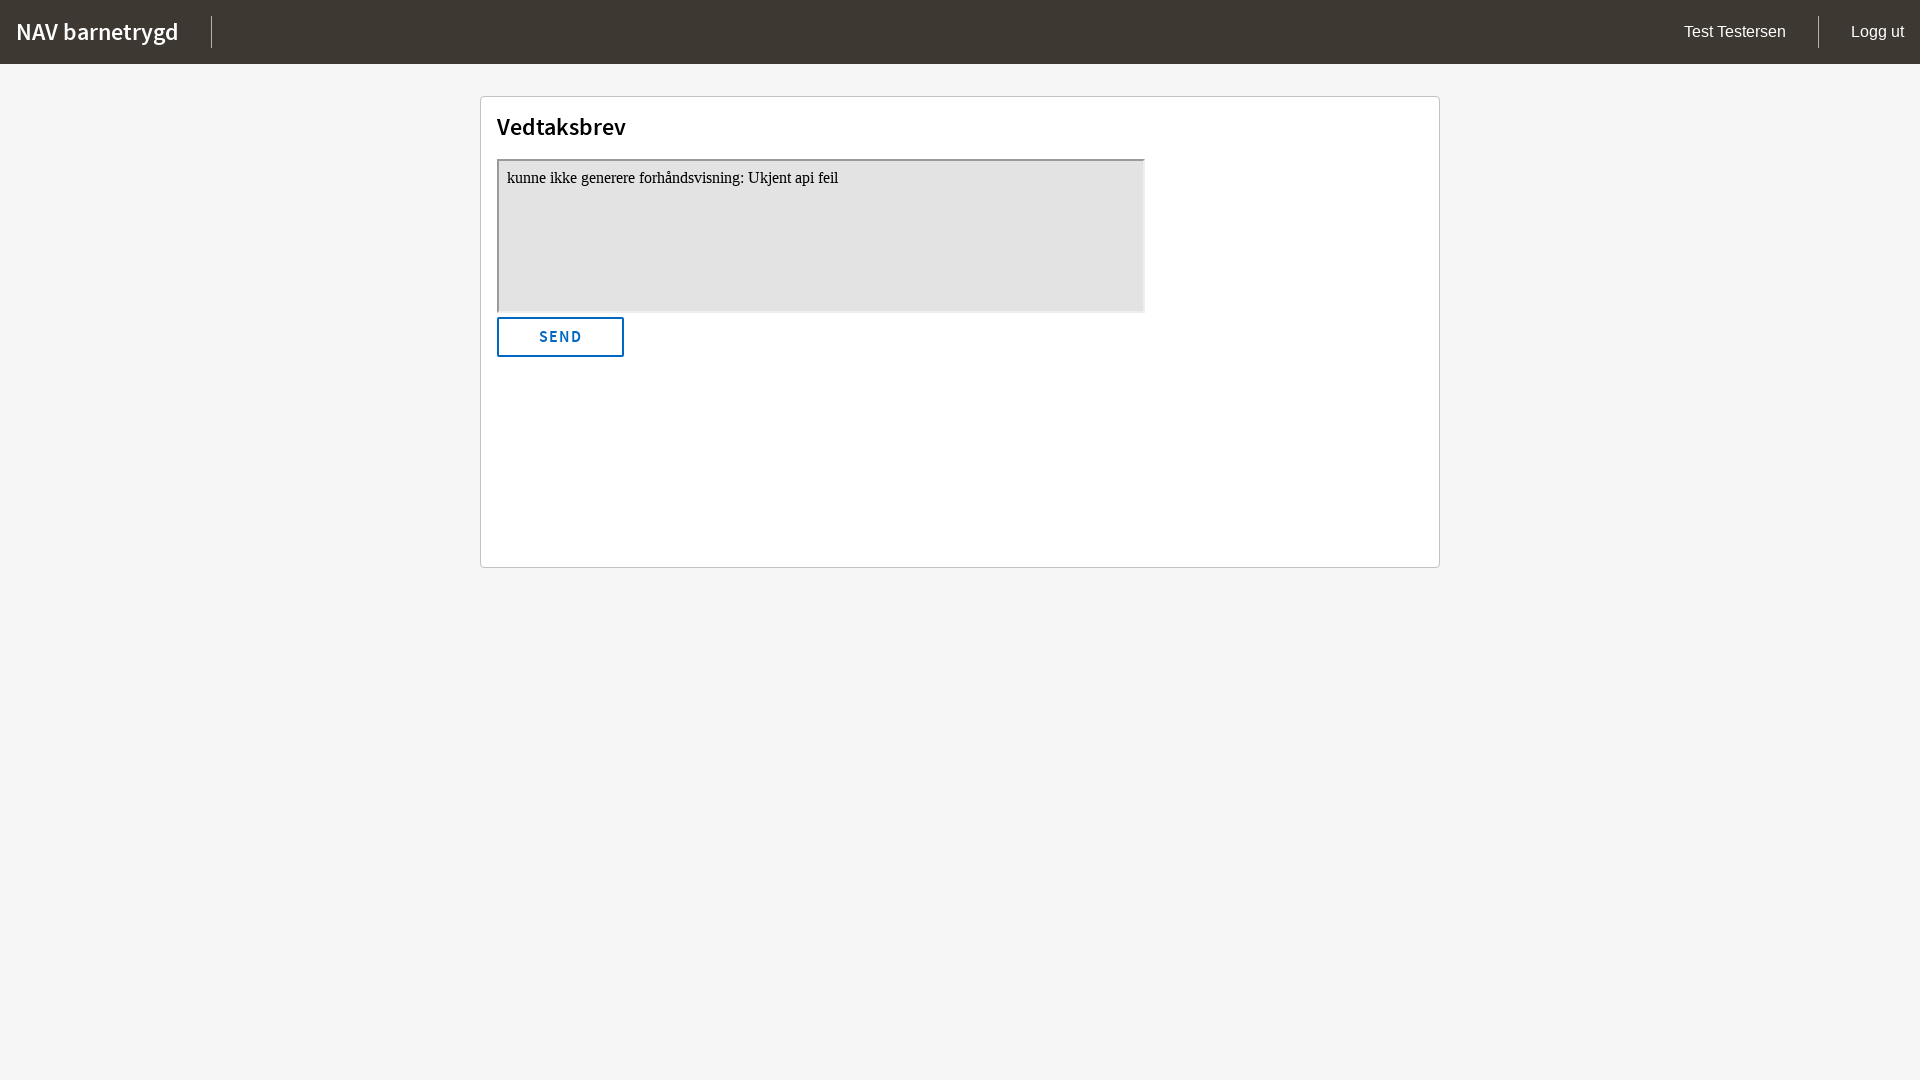 NAV barnetrygd
Test Testersen
Logg ut
Vedtaksbrev
kunne ikke generere forhåndsvisning: Ukjent api feil
SEND